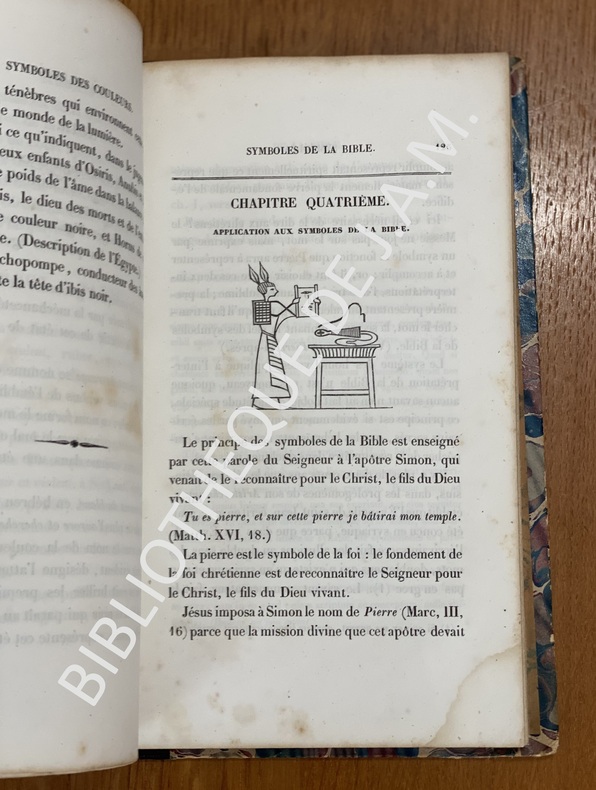 SYMBOLES DES COULEURS.
ténèbres qui environnent
e monde de la lumière.
i ce qu'indiquent, dans le
eux enfants d'Osiris,
e poids de l'âme dans la
is, le dieu des morts et de
e couleur noire, et Horus
e. (Description de l'Égypte.
chopompe, conducteur des
te la tête d'ibis noir.
SYMBOLES DE LA BIBLE.
CHAPITRE QUATRIÈME.
APPLICATION AUX SYMBOLES DE LA BIBLE.
Le principe des symboles de la Bible est enseigné
par cette parole du Seigneur à l'apôtre Simon, qui
venan de le reconnaître pour le Christ, le fils du Dieu
vivant :
Tu es pierre, et sur cette pierre je bâtirai mon temple.
(Matth. XVI, 18.)
La pierre est le symbole de la foi : le fondement de
la foi chrétienne est de reconnaître le Seigneur pour
le Christ, le fils du Dieu vivant.
Jésus imposa à Simon le nom de Pierre (Marc, III,
16) parce que la mission divine que cet apôtre devait
BIBLIOTHEQUE DE J.A.M.